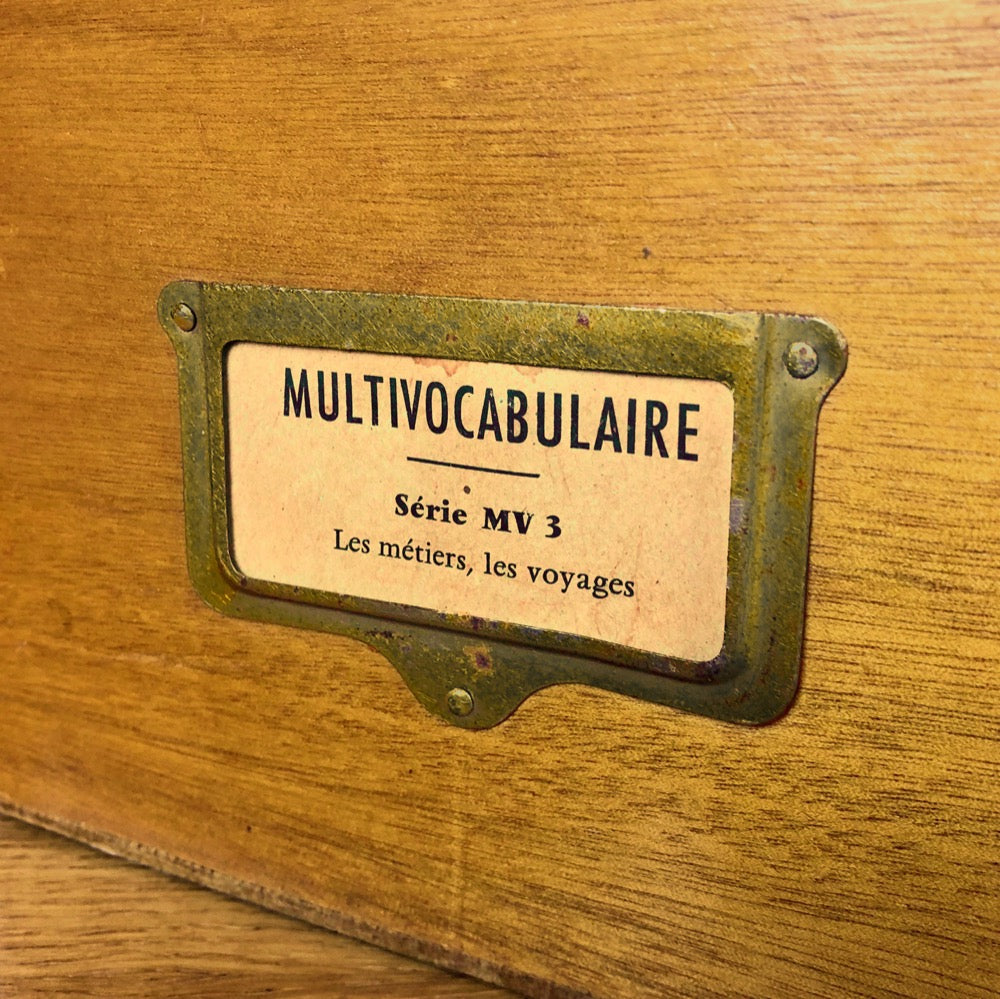 MULTIVOCABULAIRE
Série MV 3
Les métiers, les voyages